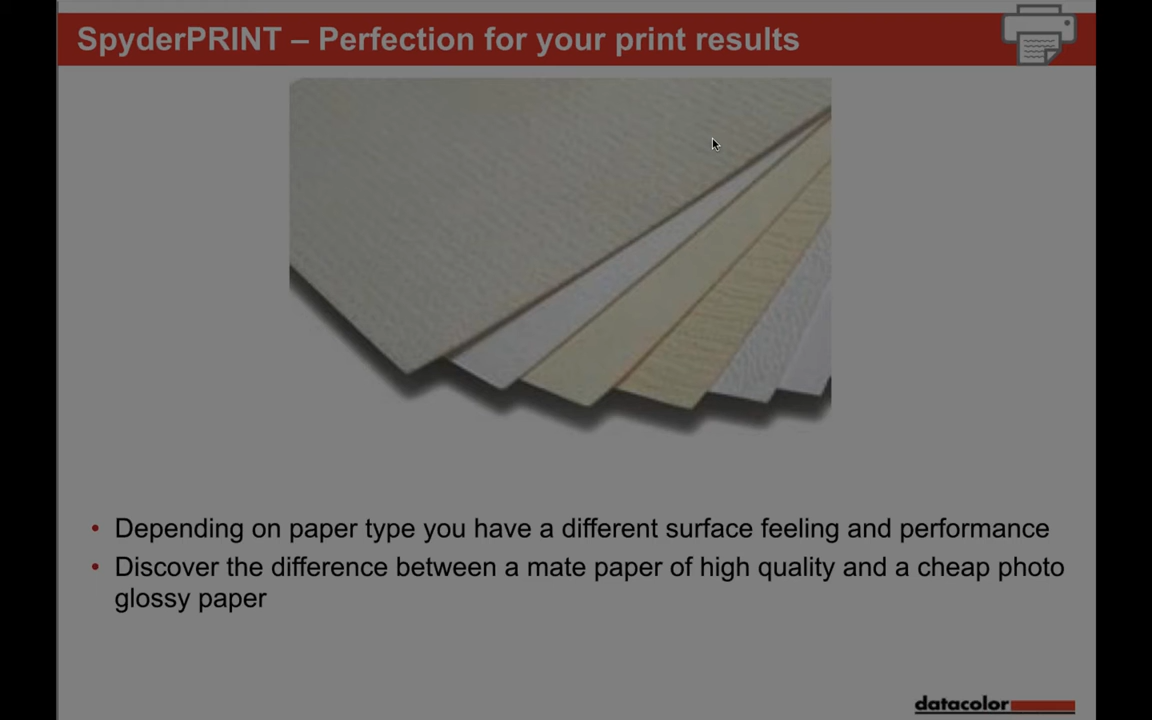 SpyderPRINT – Perfection for your print results
• Depending on paper type you have a different surface feeling and performance
• Discover the difference between a mate paper of high quality and a cheap photo
glossy paper
datacolor